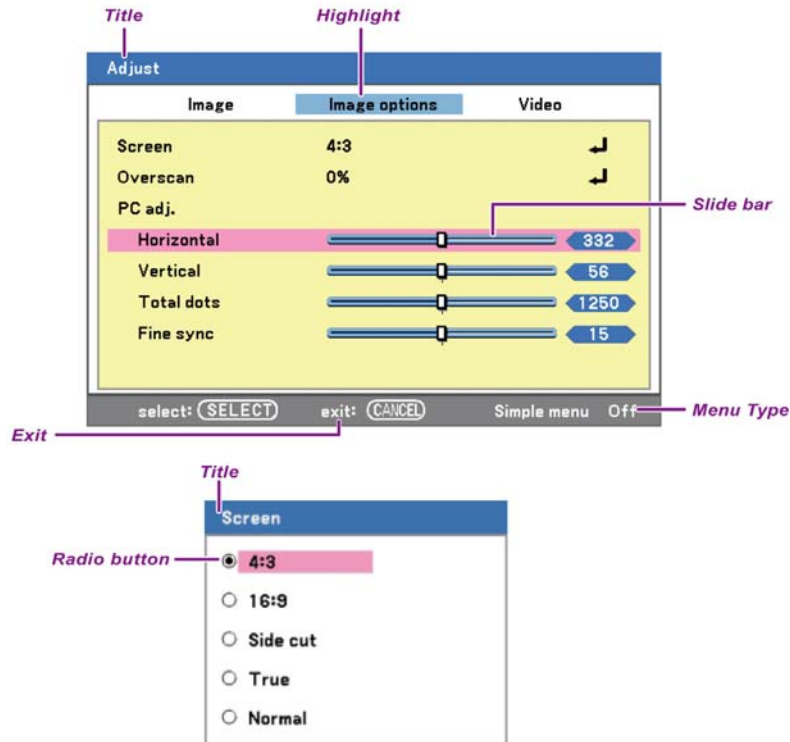 Title Highlight
Adjust
Image Image options Video
Screen 4:3
Overscan 0%
PC adj.
Slide bar
Horizontal 332
Vertical 56
Total dots 1250
Fine sync 15
select: SELECT exit: CANCEL Simple menu Off
Menu Type
Exit
Title
Screen
Radio button
4:3
16:9
Side cut
True
Normal